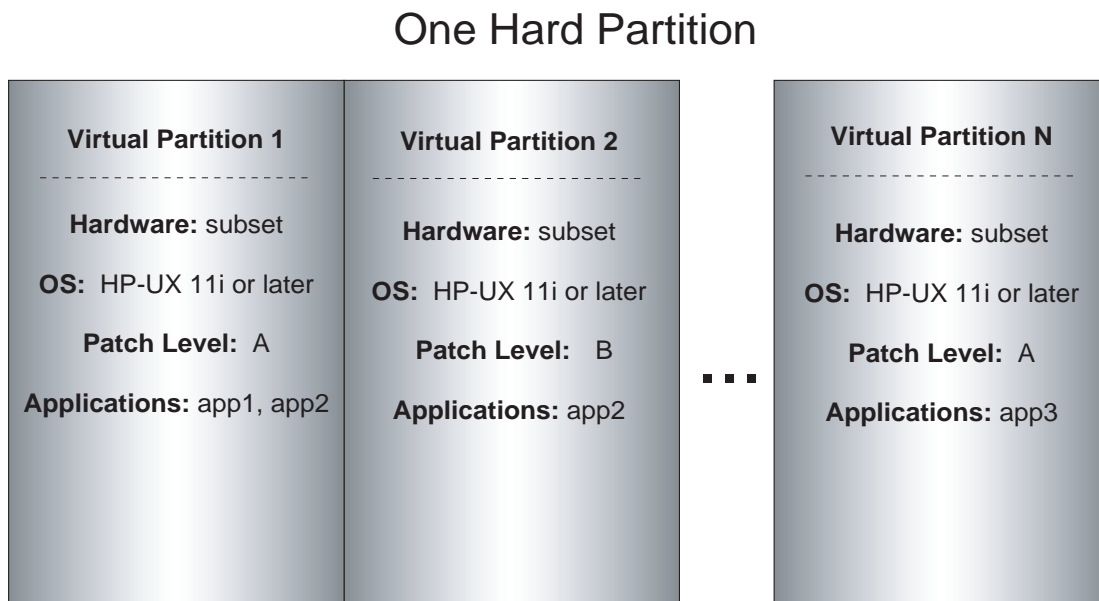 One Hard Partition
Virtual Partition 1
Hardware: subset
OS: HP-UX 11i or later
Patch Level: A
Applications: app1, app2
Virtual Partition 2
Hardware: subset
OS: HP-UX 11i or later
Patch Level: B
Applications: app2
...
Virtual Partition N
Hardware: subset
OS: HP-UX 11i or later
Patch Level: A
Applications: app3